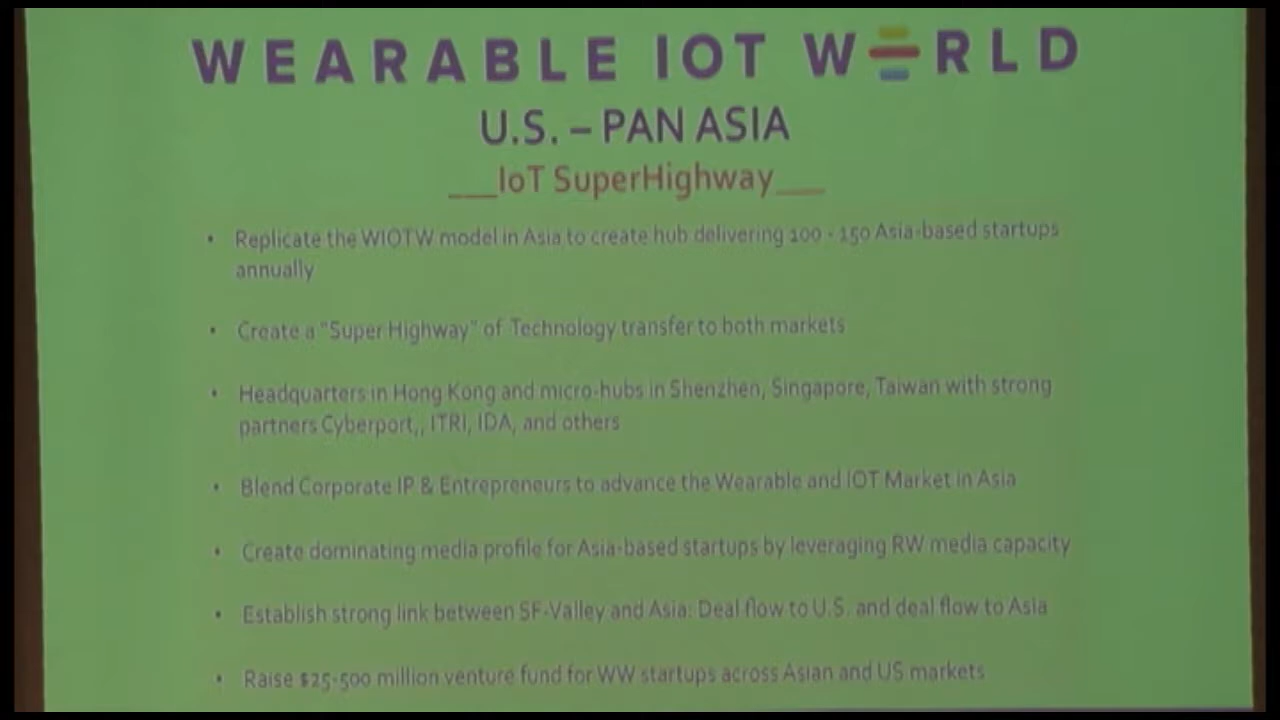 WEARABLE IOT WORLD
U.S. – PAN ASIA
___IoT SuperHighway___
• Replicate the WIOTW model in Asia to create hub delivering 100 - 150 Asia-based startups
annually
• Create a "Super Highway" of Technology transfer to both markets
• Headquarters in Hong Kong and micro-hubs in Shenzhen, Singapore, Taiwan with strong
partners Cyberport,, ITRI, IDA, and others
• Blend Corporate IP & Entrepreneurs to advance the Wearable and IOT Market in Asia
• Create dominating media profile for Asia-based startups by leveraging RW media capacity
• Establish strong link between SF-Valley and Asia: Deal flow to U.S. and deal flow to Asia
• Raise $25-500 million venture fund for WW startups across Asian and US markets